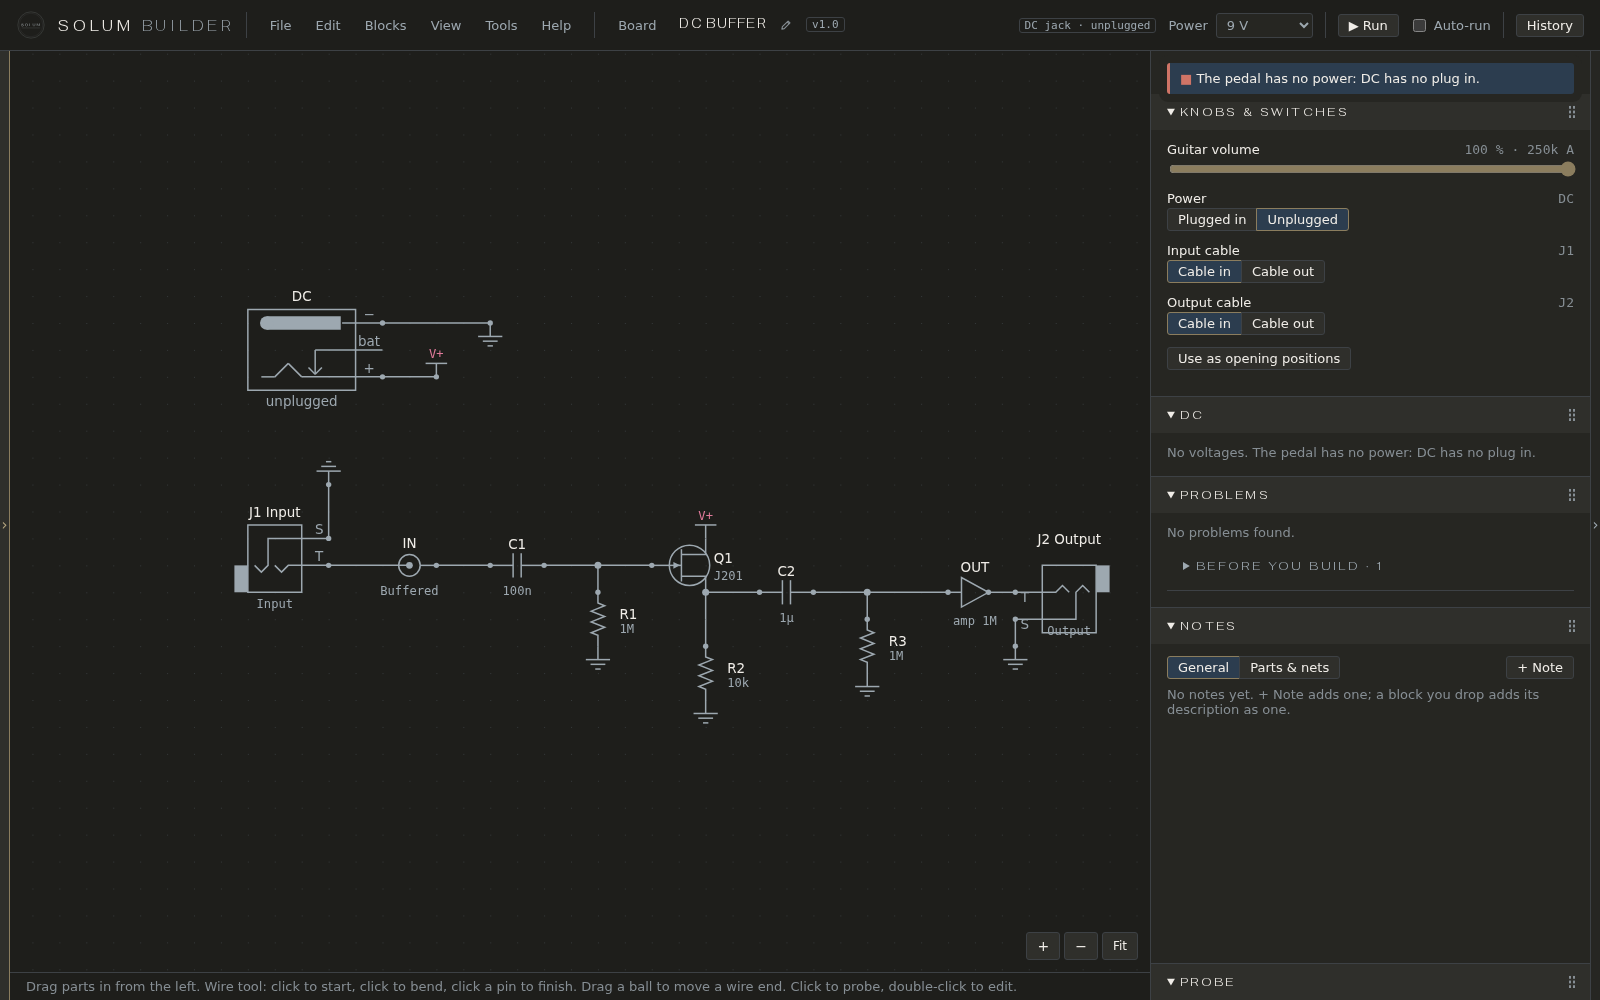 SOLUM BUILDER File Edit Blocks View Tools Help Board DC BUFFER v1.0 DC jack · unplugged Power 9 V ▶ Run Auto-run History
■ The pedal has no power: DC has no plug in.
▼ KNOBS & SWITCHES
Guitar volume 100 % · 250k A
Power DC
Plugged in Unplugged
Input cable J1
Cable in Cable out
Output cable J2
Cable in Cable out
Use as opening positions
▼ DC
No voltages. The pedal has no power: DC has no plug in.
▼ PROBLEMS
No problems found.
▶ BEFORE YOU BUILD · 1
▼ NOTES
General Parts & nets + Note
No notes yet. + Note adds one; a block you drop adds its
description as one.
▼ PROBE
DC
−
bat
V+
+
unplugged
J1 Input
S
T
Input
IN
Buffered
C1
100n
R1
1M
V+
Q1
J201
R2
10k
C2
1µ
R3
1M
OUT
amp 1M
J2 Output
T
S
Output
+ − Fit
Drag parts in from the left. Wire tool: click to start, click to bend, click a pin to finish. Drag a ball to move a wire end. Click to probe, double-click to edit.